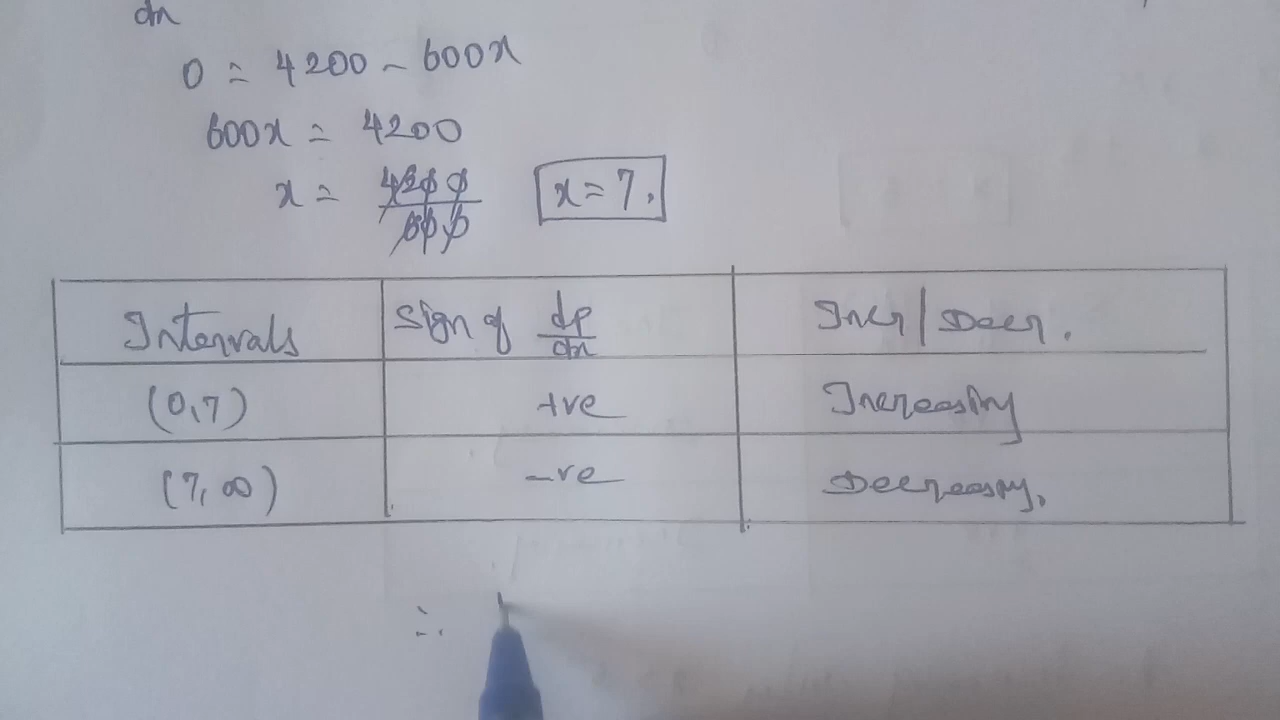 dx
0 = 4200 - 600x
600x = 4200
x = 4200/600 x = 7.
Intervals Sign of dp/dx Incr/Decr.
(0,7) +ve Increasing
(7,∞) -ve Decreasing.
∴